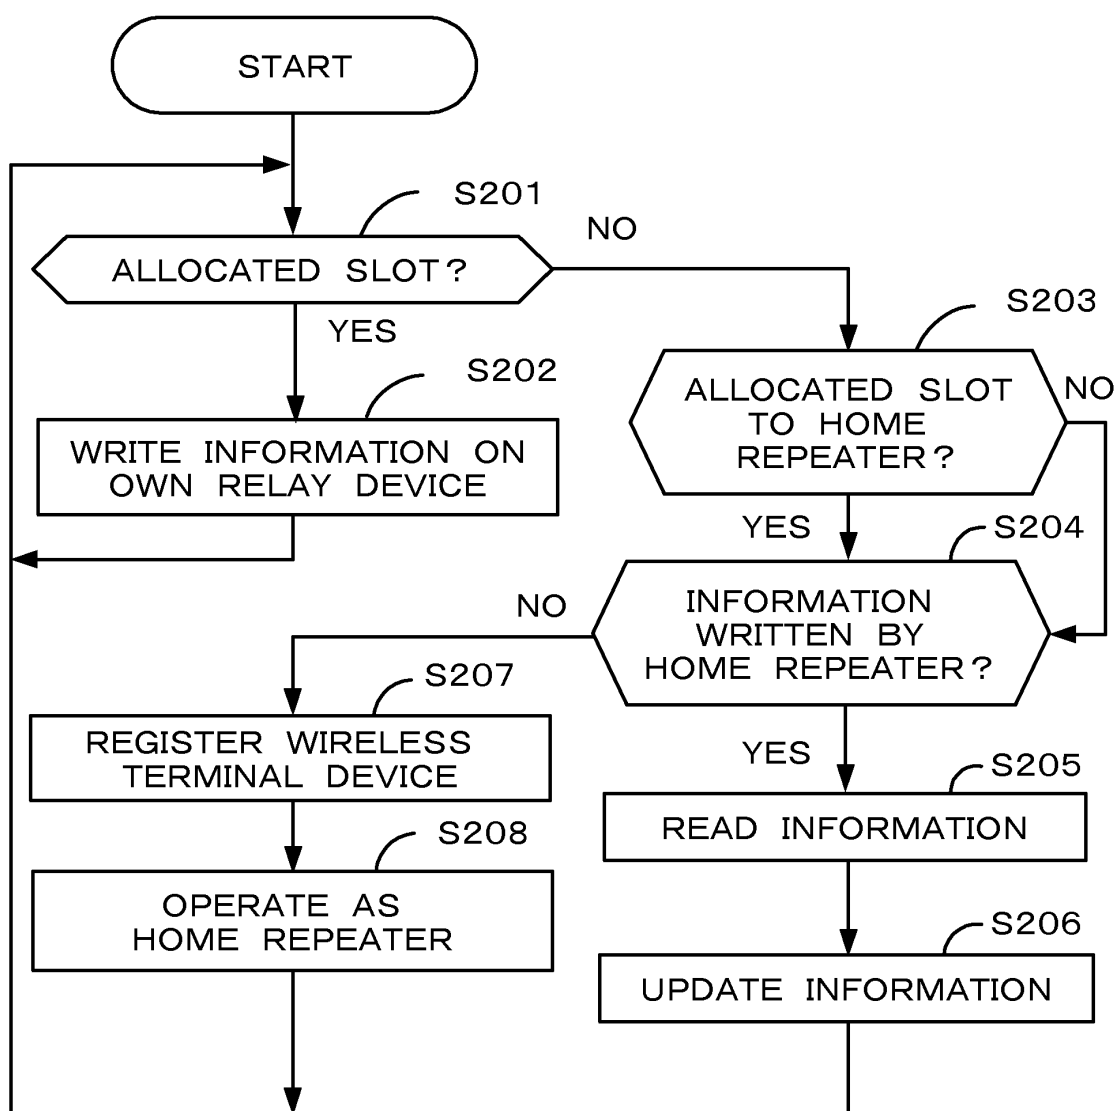 START
S201
NO
ALLOCATED SLOT?
YES
S203
S202
ALLOCATED SLOT
TO HOME
REPEATER?
NO
WRITE INFORMATION ON
OWN RELAY DEVICE
YES
S204
NO
INFORMATION
WRITTEN BY
HOME REPEATER?
S207
REGISTER WIRELESS
TERMINAL DEVICE
YES
S205
READ INFORMATION
S208
OPERATE AS
HOME REPEATER
S206
UPDATE INFORMATION